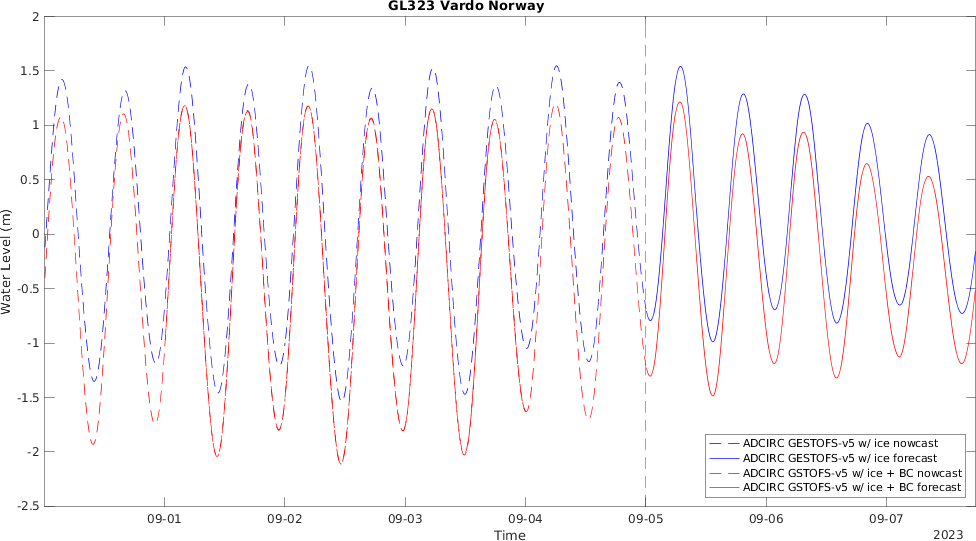 GL323 Vardo Norway
2
1.5
1
0.5
0
-0.5
-1
-1.5
-2
-2.5
Water Level (m)
ADCIRC GESTOFS-v5 w/ ice nowcast
ADCIRC GESTOFS-v5 w/ ice forecast
ADCIRC GSTOFS-v5 w/ ice + BC nowcast
ADCIRC GSTOFS-v5 w/ ice + BC forecast
09-01 09-02 09-03 09-04 09-05 09-06 09-07
Time
2023